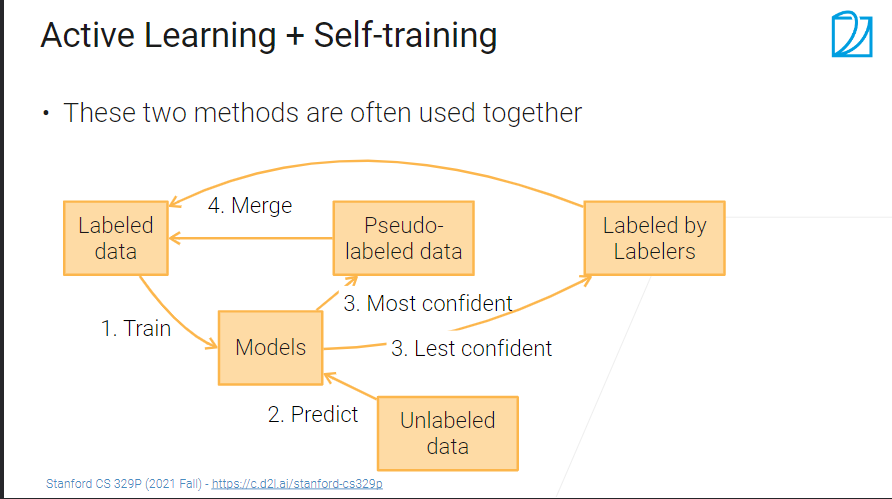 Active Learning + Self-training
• These two methods are often used together
4. Merge
Labeled
data
Pseudo-
labeled data
Labeled by
Labelers
3. Most confident
1. Train
Models
3. Lest confident
2. Predict
Unlabeled
data
Stanford CS 329P (2021 Fall) - https://c.d2l.ai/stanford-cs329p